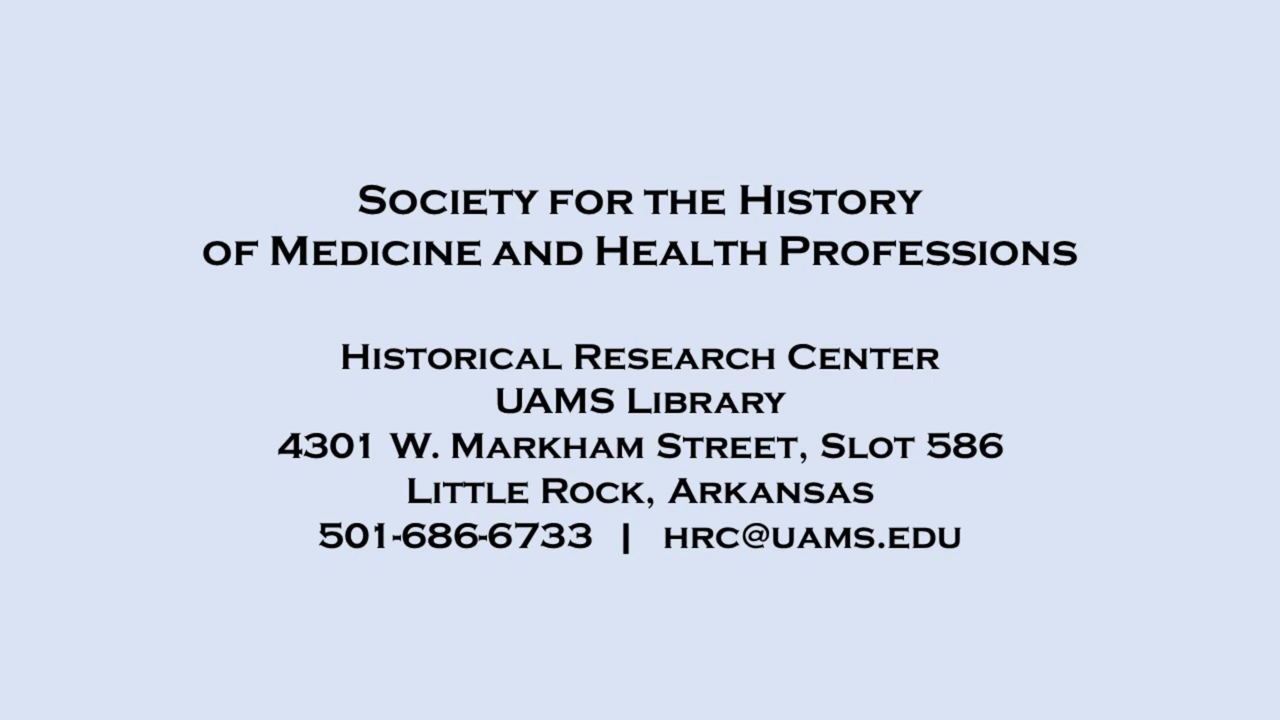 Society for the History
of Medicine and Health Professions
Historical Research Center
UAMS Library
4301 W. Markham Street, Slot 586
Little Rock, Arkansas
501-686-6733 | hrc@uams.edu